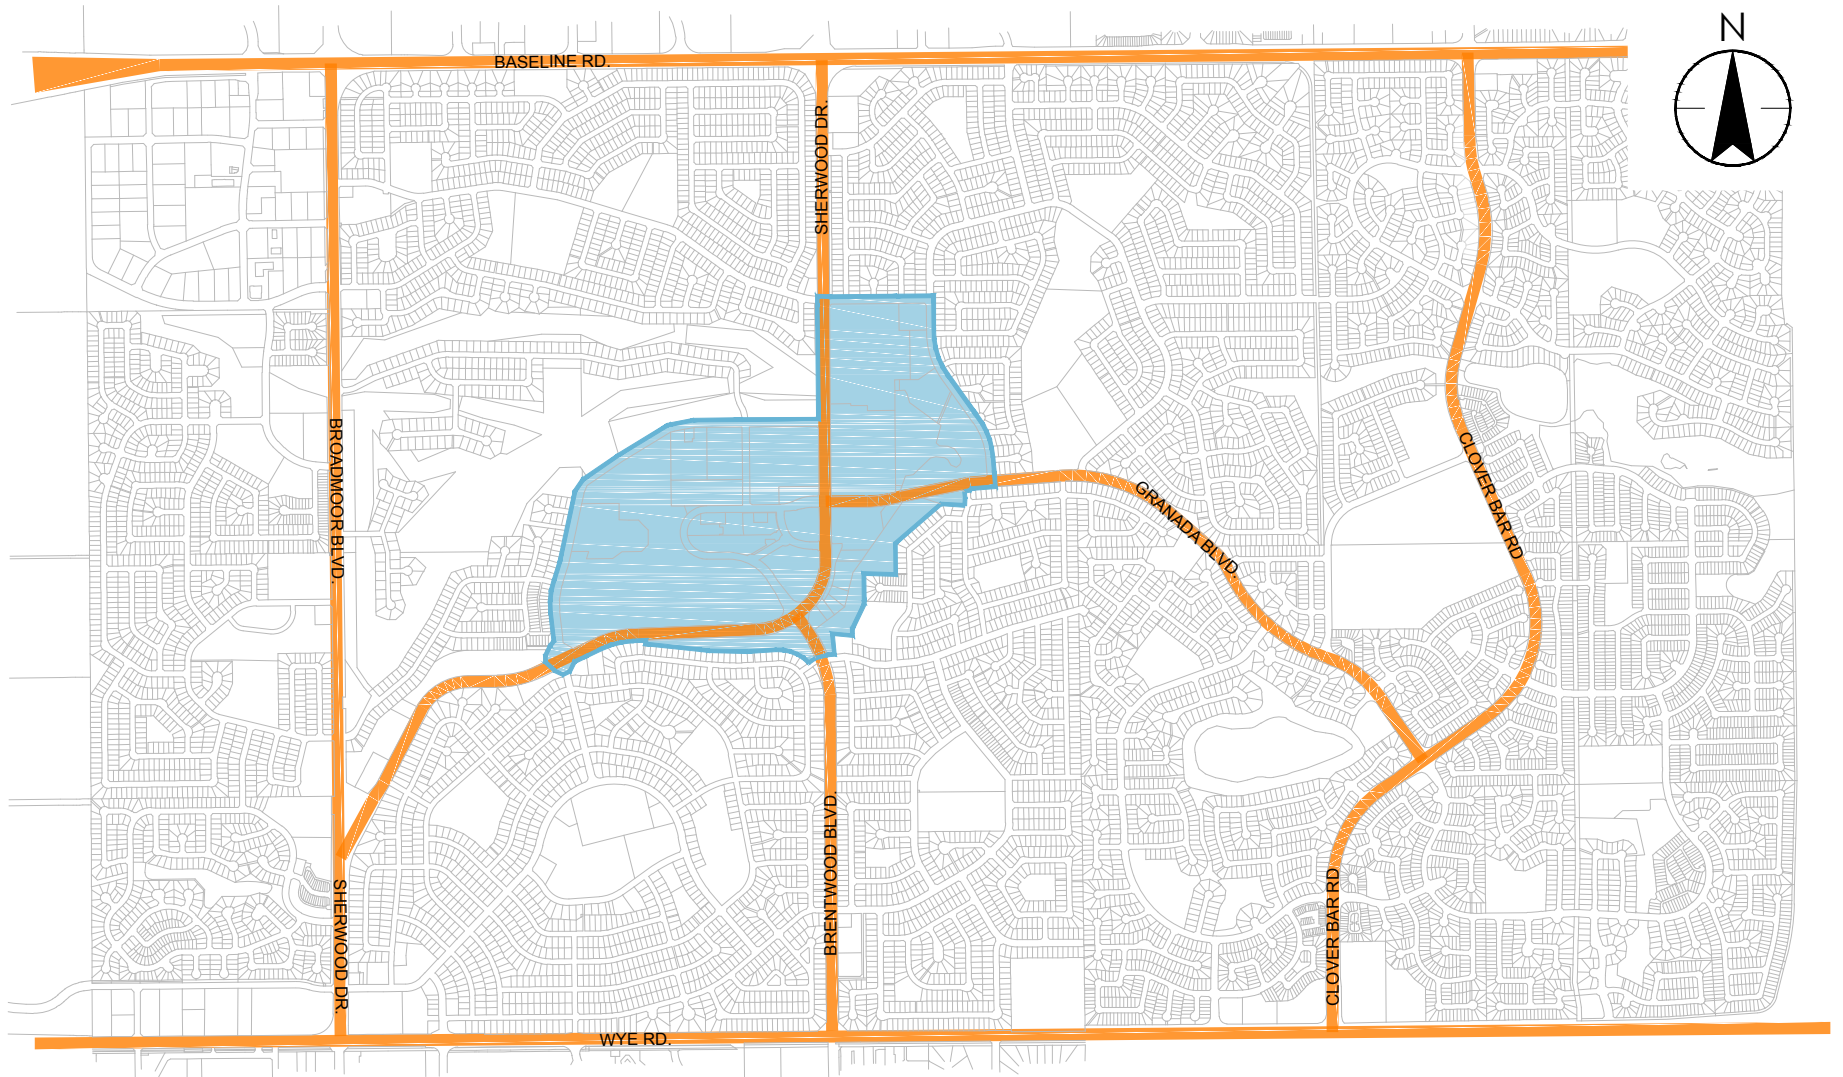 N
BASELINE RD.
SHERWOOD DR.
BROADMOOR BLVD.
CLOVER BAR RD
GRANADA BLVD.
BRENTWOOD BLVD.
CLOVER BAR RD
SHERWOOD DR.
WYE RD.